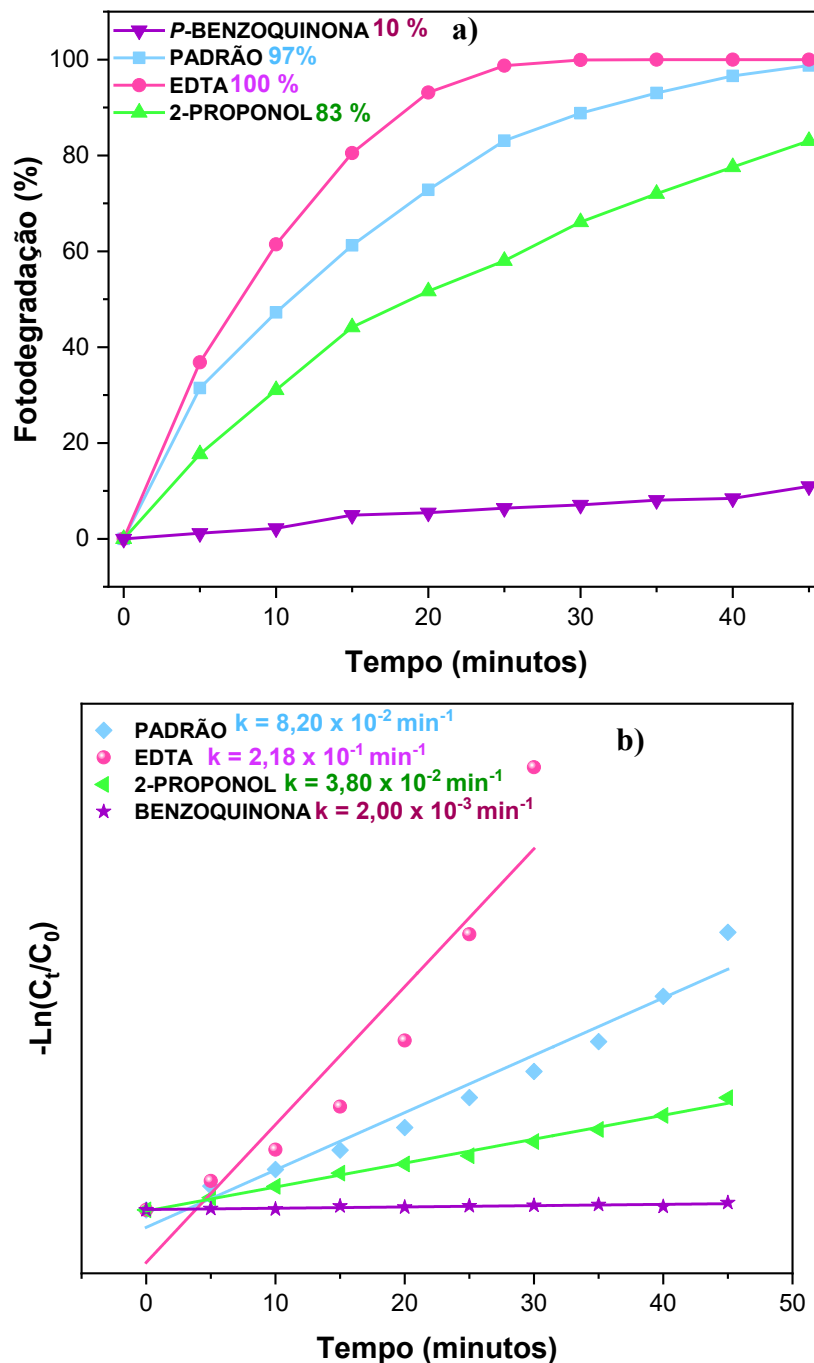 P-BENZOQUINONA 10 % a)
PADRÃO 97%
EDTA 100 %
2-PROPONOL 83 %
100
80
60
40
20
0
Fotodegradação (%)
0 10 20 30 40
Tempo (minutos)
PADRÃO k = 8,20 x 10⁻² min⁻¹ b)
EDTA k = 2,18 x 10⁻¹ min⁻¹
2-PROPONOL k = 3,80 x 10⁻² min⁻¹
BENZOQUINONA k = 2,00 x 10⁻³ min⁻¹
-Ln(Cₜ/C₀)
0 10 20 30 40 50
Tempo (minutos)